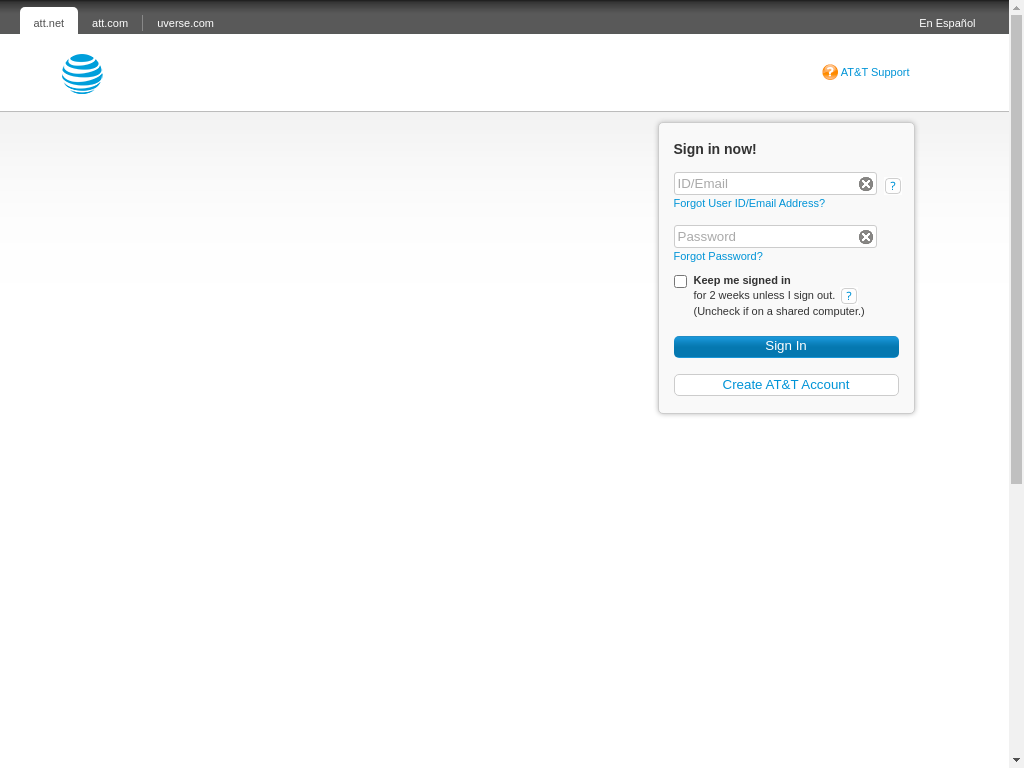 att.net
att.com
uverse.com
En Español
AT&T Support
Sign in now!
ID/Email
?
Forgot User ID/Email Address?
Password
Forgot Password?
Keep me signed in
for 2 weeks unless I sign out. ?
(Uncheck if on a shared computer.)
Sign In
Create AT&T Account